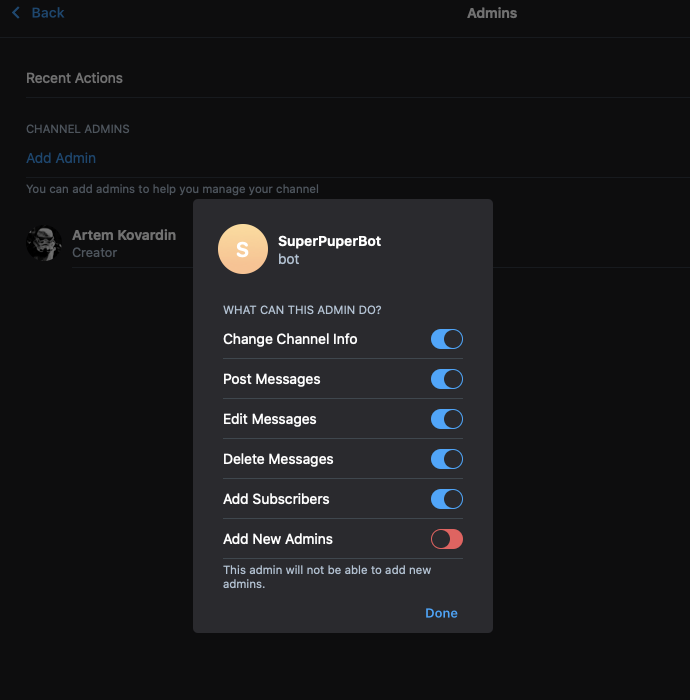 Back
Admins
Recent Actions
CHANNEL ADMINS
Add Admin
You can add admins to help you manage your channel
Artem Kovardin
Creator
S
SuperPuperBot
bot
WHAT CAN THIS ADMIN DO?
Change Channel Info
Post Messages
Edit Messages
Delete Messages
Add Subscribers
Add New Admins
This admin will not be able to add new
admins.
Done